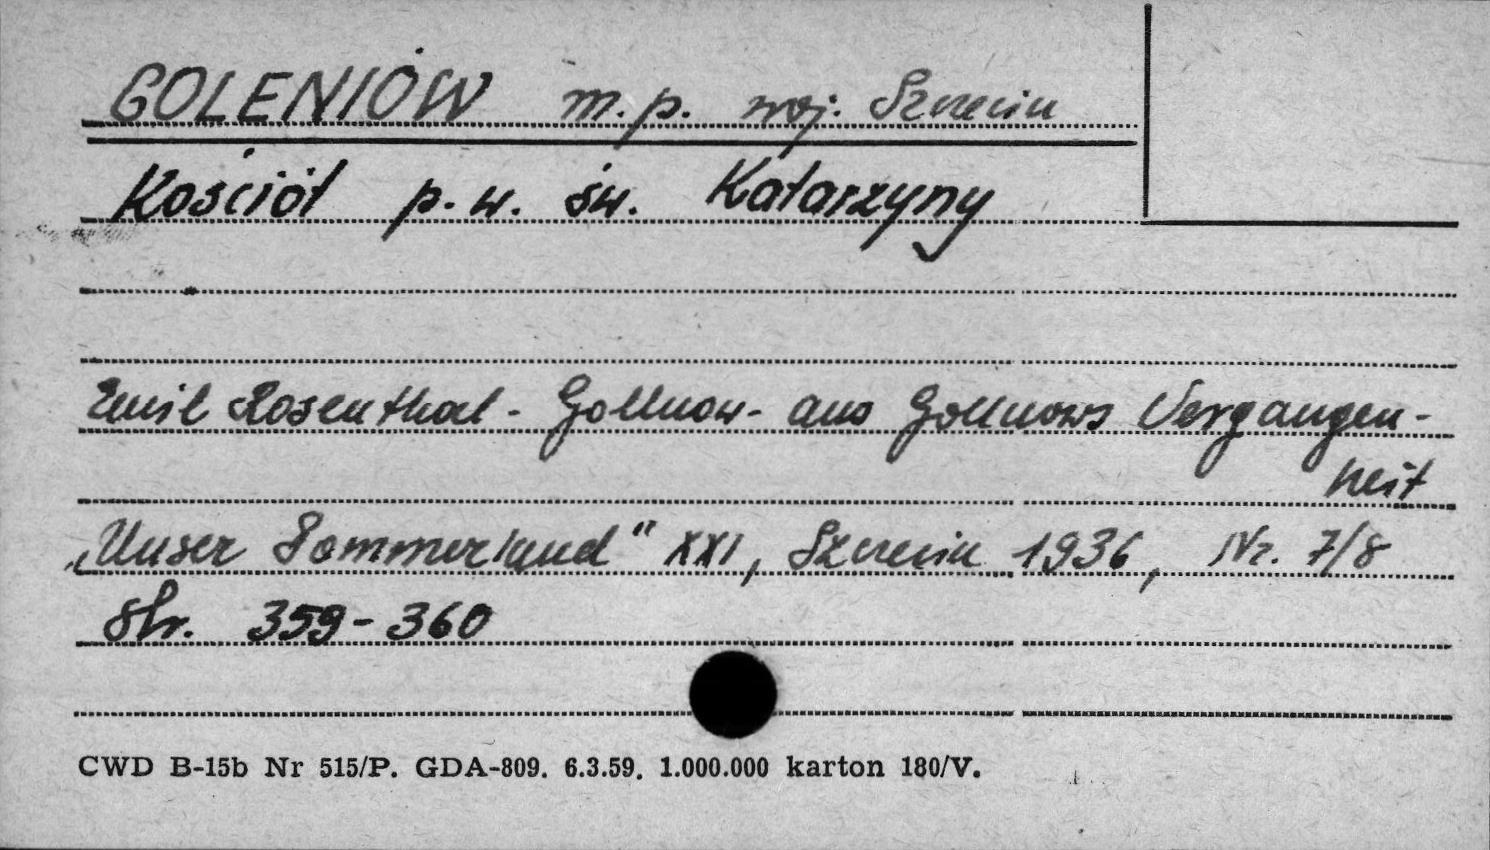 GOLENIÓW m.p. woj. Szczecin
Kościół p.w. św. Katarzyny
Emil Rosenthal - Gollnow - aus Gollnows Vergangen-
heit
„Unser Pommerland" XXI, Szczecin 1936, Nr. 7/8
Str. 359-360
CWD B-15b Nr 515/P. GDA-809. 6.3.59. 1.000.000 karton 180/V.